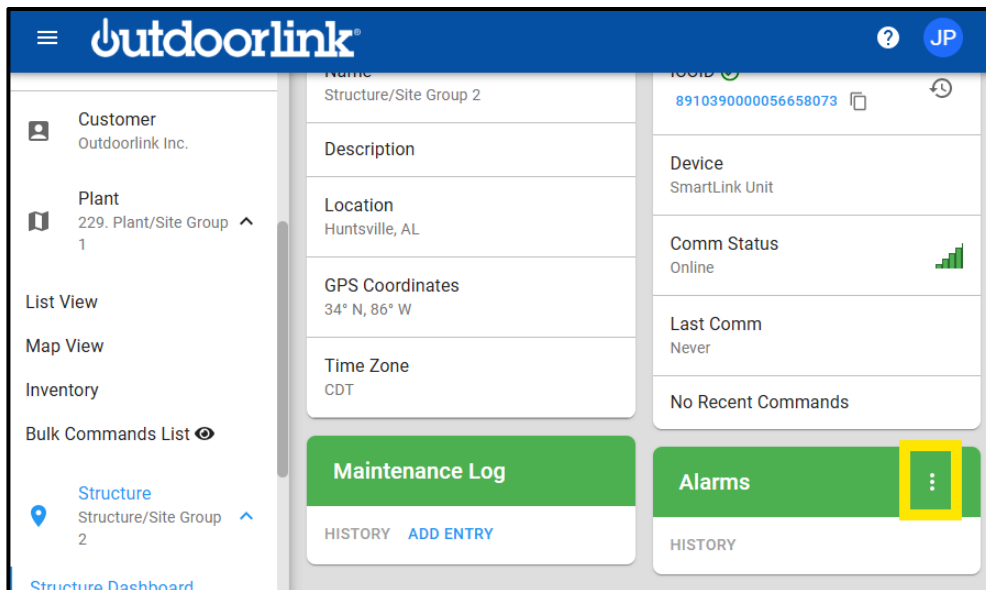 outdoorlink®
?
JP
Customer
Outdoorlink Inc.
Plant
229. Plant/Site Group
1
List View
Map View
Inventory
Bulk Commands List
Structure
Structure/Site Group
2
Structure Dashboard
Name
Structure/Site Group 2
Description
Location
Huntsville, AL
GPS Coordinates
34° N, 86° W
Time Zone
CDT
Maintenance Log
HISTORY ADD ENTRY
8910390000056658073
Device
SmartLink Unit
Comm Status
Online
Last Comm
Never
No Recent Commands
Alarms
HISTORY